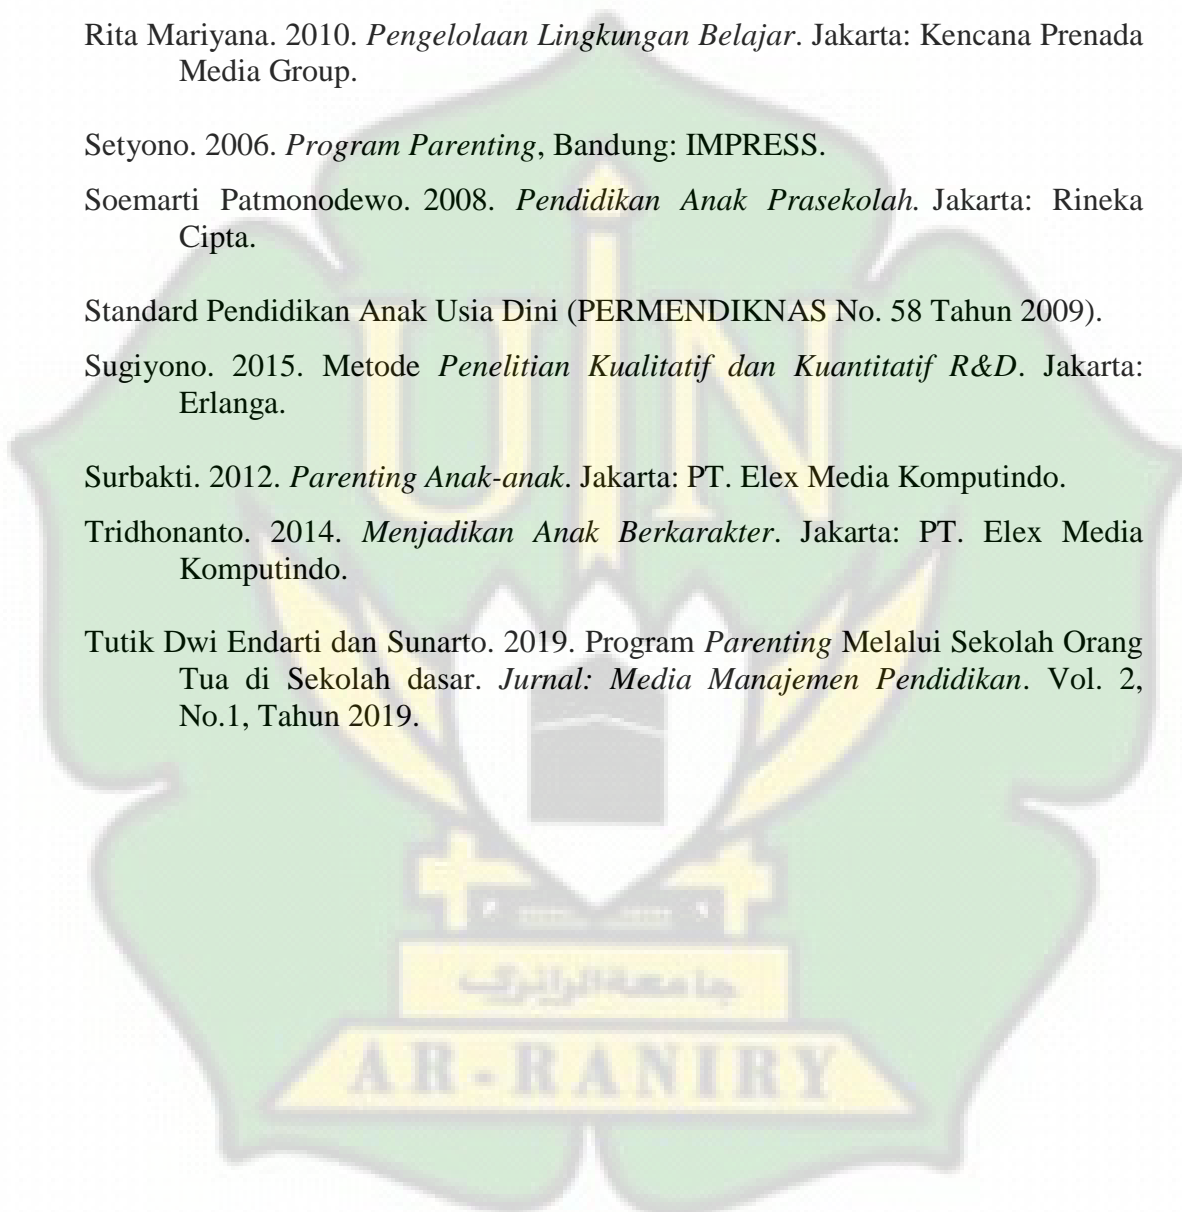 Rita Mariyana. 2010. Pengelolaan Lingkungan Belajar. Jakarta: Kencana Prenada
Media Group.
Setyono. 2006. Program Parenting, Bandung: IMPRESS.
Soemarti Patmonodewo. 2008. Pendidikan Anak Prasekolah. Jakarta: Rineka
Cipta.
Standard Pendidikan Anak Usia Dini (PERMENDIKNAS No. 58 Tahun 2009).
Sugiyono. 2015. Metode Penelitian Kualitatif dan Kuantitatif R&D. Jakarta:
Erlanga.
Surbakti. 2012. Parenting Anak-anak. Jakarta: PT. Elex Media Komputindo.
Tridhonanto. 2014. Menjadikan Anak Berkarakter. Jakarta: PT. Elex Media
Komputindo.
Tutik Dwi Endarti dan Sunarto. 2019. Program Parenting Melalui Sekolah Orang
Tua di Sekolah dasar. Jurnal: Media Manajemen Pendidikan. Vol. 2,
No.1, Tahun 2019.
UIN
جامعة الرانري
AR-RANIRY